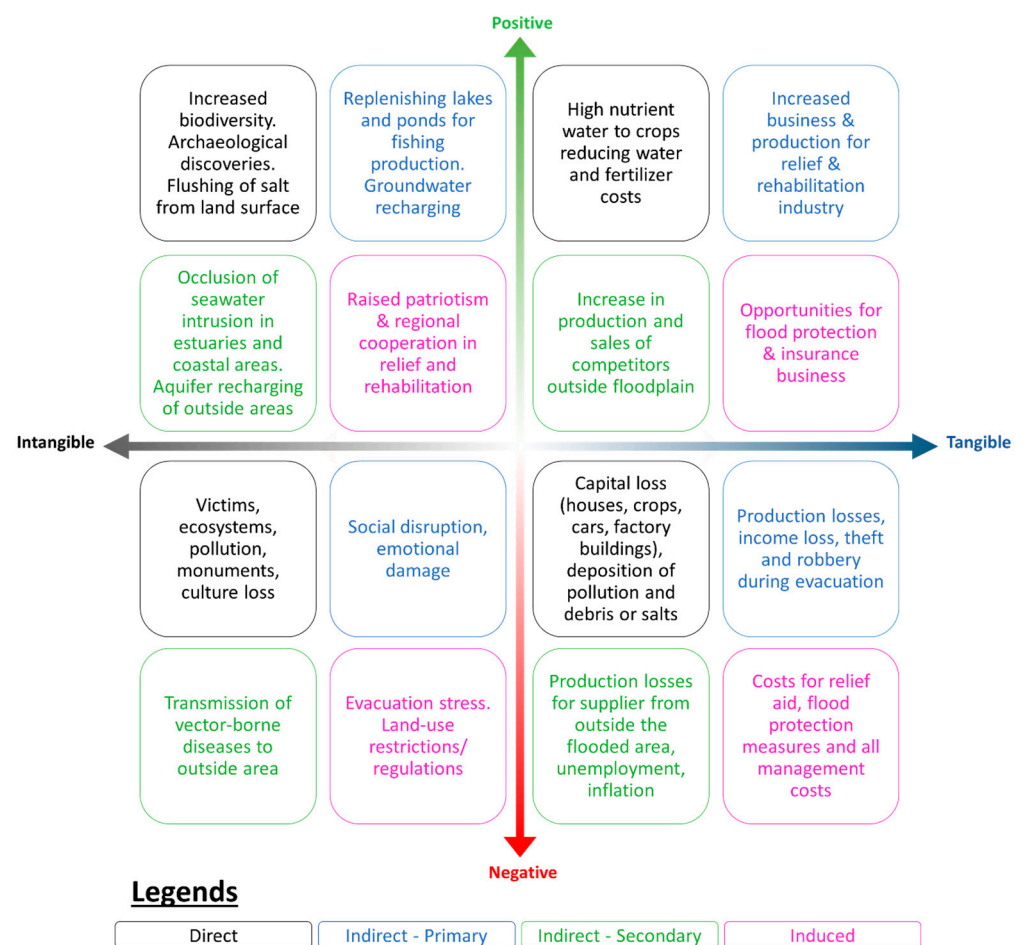 Positive
Increased
biodiversity.
Archaeological
discoveries.
Flushing of salt
from land surface
Replenishing lakes
and ponds for
fishing
production.
Groundwater
recharging
High nutrient
water to crops
reducing water
and fertilizer
costs
Increased
business &
production for
relief &
rehabilitation
industry
Occlusion of
seawater
intrusion in
estuaries and
coastal areas.
Aquifer recharging
of outside areas
Raised patriotism
& regional
cooperation in
relief and
rehabilitation
Increase in
production and
sales of
competitors
outside floodplain
Opportunities for
flood protection
& insurance
business
Intangible
Tangible
Victims,
ecosystems,
pollution,
monuments,
culture loss
Social disruption,
emotional
damage
Capital loss
(houses, crops,
cars, factory
buildings),
deposition of
pollution and
debris or salts
Production losses,
income loss, theft
and robbery
during evacuation
Transmission of
vector-borne
diseases to
outside area
Evacuation stress.
Land-use
restrictions/
regulations
Production losses
for supplier from
outside the
flooded area,
unemployment,
inflation
Costs for relief
aid, flood
protection
measures and all
management
costs
Negative
Legends
Direct
Indirect - Primary
Indirect - Secondary
Induced